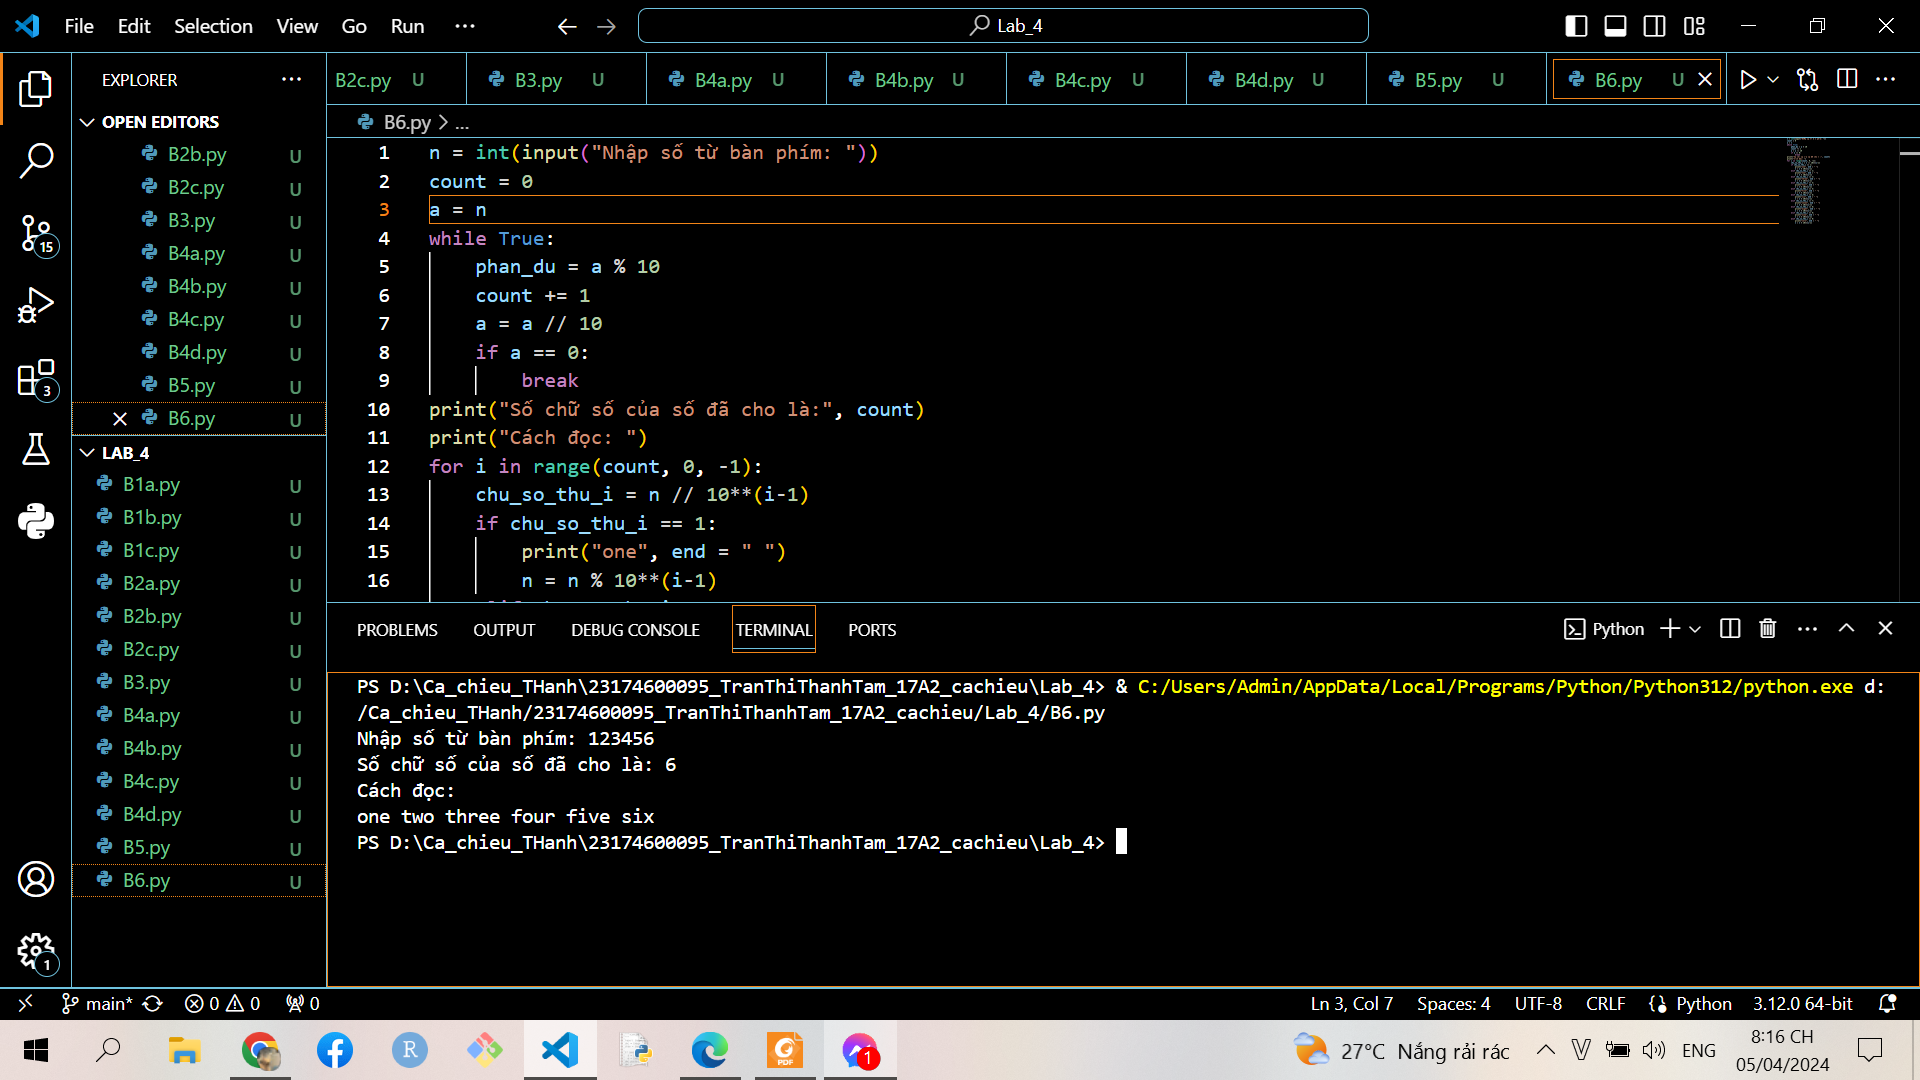 File Edit Selection View Go Run ... Lab_4
EXPLORER ...
B2c.py U B3.py U B4a.py U B4b.py U B4c.py U B4d.py U B5.py U B6.py U
B6.py > ...
OPEN EDITORS
B2b.py U
B2c.py U
B3.py U
B4a.py U
B4b.py U
B4c.py U
B4d.py U
B5.py U
B6.py U
LAB_4
B1a.py U
B1b.py U
B1c.py U
B2a.py U
B2b.py U
B2c.py U
B3.py U
B4a.py U
B4b.py U
B4c.py U
B4d.py U
B5.py U
B6.py U
15
3
1
1 n = int(input("Nhập số từ bàn phím: "))
2 count = 0
3 a = n
4 while True:
5 phan_du = a % 10
6 count += 1
7 a = a // 10
8 if a == 0:
9 break
10 print("Số chữ số của số đã cho là:", count)
11 print("Cách đọc: ")
12 for i in range(count, 0, -1):
13 chu_so_thu_i = n // 10**(i-1)
14 if chu_so_thu_i == 1:
15 print("one", end = " ")
16 n = n % 10**(i-1)
PROBLEMS OUTPUT DEBUG CONSOLE TERMINAL PORTS Python
PS D:\Ca_chieu_THanh\23174600095_TranThiThanhTam_17A2_cachieu\Lab_4> & C:/Users/Admin/AppData/Local/Programs/Python/Python312/python.exe d:
/Ca_chieu_THanh/23174600095_TranThiThanhTam_17A2_cachieu/Lab_4/B6.py
Nhập số từ bàn phím: 123456
Số chữ số của số đã cho là: 6
Cách đọc:
one two three four five six
PS D:\Ca_chieu_THanh\23174600095_TranThiThanhTam_17A2_cachieu\Lab_4>
main* 0 0 0 Ln 3, Col 7 Spaces: 4 UTF-8 CRLF Python 3.12.0 64-bit
R PDF 1 27°C Nắng rải rác V ENG 8:16 CH
05/04/2024